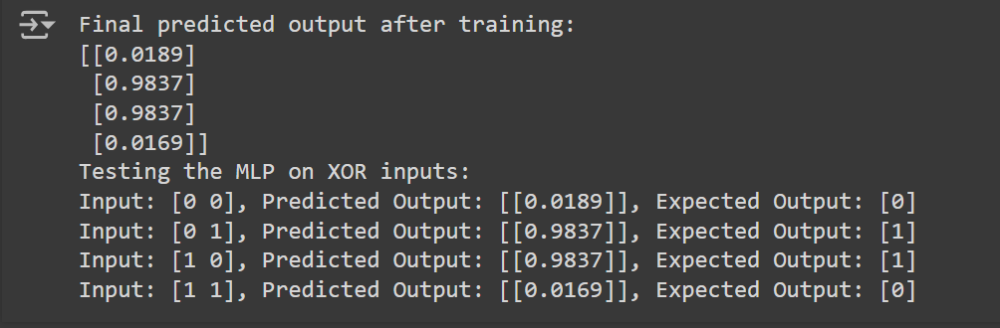 Final predicted output after training:
[[0.0189]
 [0.9837]
 [0.9837]
 [0.0169]]
Testing the MLP on XOR inputs:
Input: [0 0], Predicted Output: [[0.0189]], Expected Output: [0]
Input: [0 1], Predicted Output: [[0.9837]], Expected Output: [1]
Input: [1 0], Predicted Output: [[0.9837]], Expected Output: [1]
Input: [1 1], Predicted Output: [[0.0169]], Expected Output: [0]